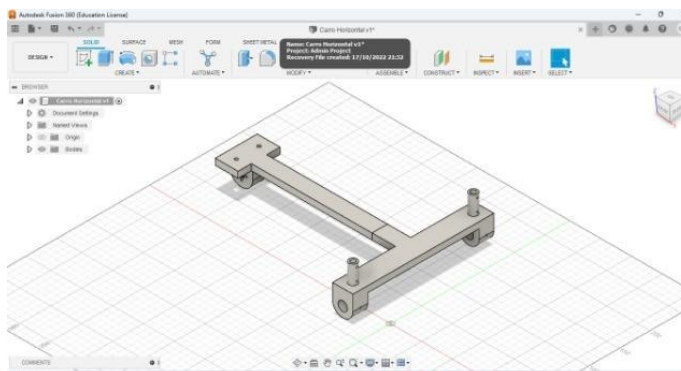 Autodesk Fusion 360 (Education License)
Carro Horizontal v1*
SOLID SURFACE MESH FORM SHEET METAL
Name: Carro Horizontal v1*
Project: Admin Project
Recovery File created: 17/10/2022 21:52
DESIGN
CREATE AUTOMATE MODIFY ASSEMBLE CONSTRUCT INSPECT INSERT SELECT
BROWSER
Carro Horizontal v1
Document Settings
Named Views
Origin
Bodies
COMMENTS